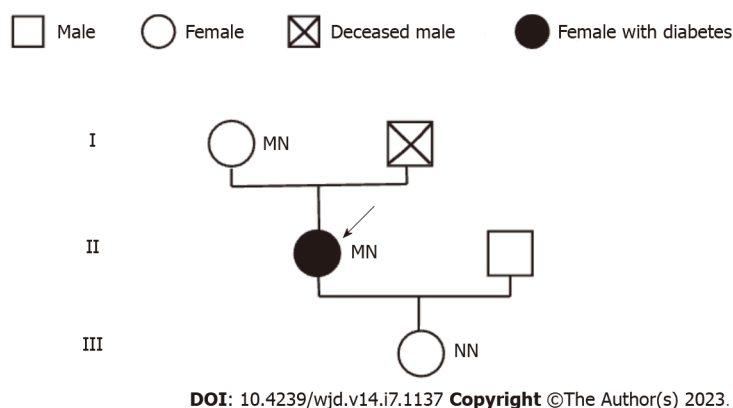 Male Female Deceased male Female with diabetes
I MN
II MN
III NN
DOI: 10.4239/wjd.v14.i7.1137 Copyright ©The Author(s) 2023.